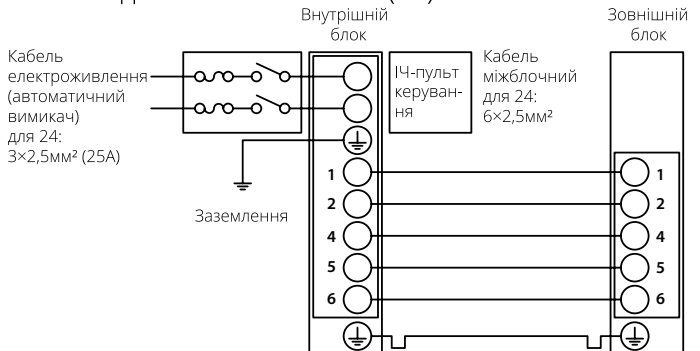 Внутрішній
блок
Зовнішній
блок
Кабель
електроживлення
(автоматичний
вимикач)
для 24:
3×2,5мм² (25А)
ІЧ-пульт
керуван-
ня
Кабель
міжблочний
для 24:
6×2,5мм²
Заземлення
1
2
4
5
6
1
2
4
5
6